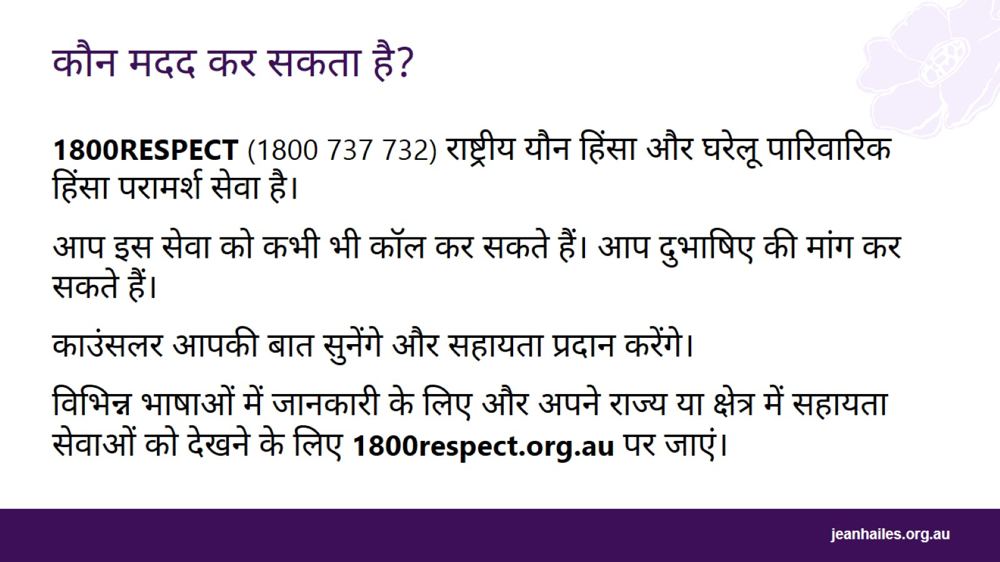 कौन मदद कर सकता है?
1800RESPECT (1800 737 732) राष्ट्रीय यौन हिंसा और घरेलू पारिवारिक
हिंसा परामर्श सेवा है।
आप इस सेवा को कभी भी कॉल कर सकते हैं। आप दुभाषिए की मांग कर
सकते हैं।
काउंसलर आपकी बात सुनेंगे और सहायता प्रदान करेंगे।
विभिन्न भाषाओं में जानकारी के लिए और अपने राज्य या क्षेत्र में सहायता
सेवाओं को देखने के लिए 1800respect.org.au पर जाएं।
jeanhailes.org.au